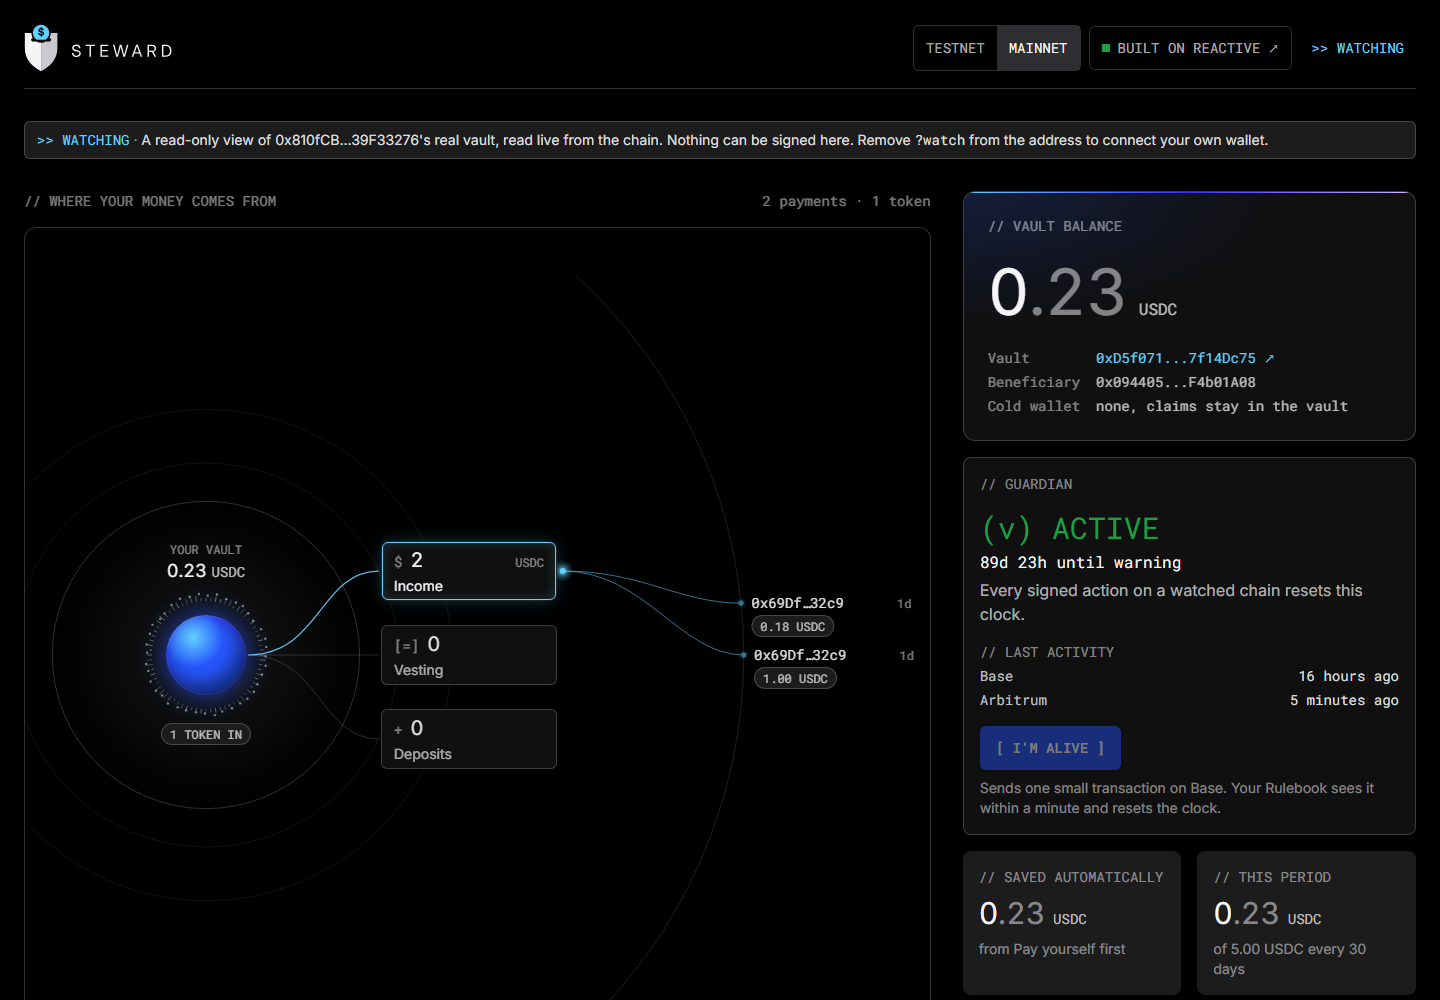 $
STEWARD
TESTNET MAINNET BUILT ON REACTIVE ↗ >> WATCHING
>> WATCHING · A read-only view of 0x810fCB...39F33276's real vault, read live from the chain. Nothing can be signed here. Remove ?watch from the address to connect your own wallet.
// WHERE YOUR MONEY COMES FROM
2 payments · 1 token
YOUR VAULT
0.23 USDC
1 TOKEN IN
$ 2 USDC
Income
[=] 0
Vesting
+ 0
Deposits
0x69Df…32c9 1d
0.18 USDC
0x69Df…32c9 1d
1.00 USDC
// VAULT BALANCE
0.23 USDC
Vault 0xD5f071...7f14Dc75 ↗
Beneficiary 0x094405...F4b01A08
Cold wallet none, claims stay in the vault
// GUARDIAN
(v) ACTIVE
89d 23h until warning
Every signed action on a watched chain resets this
clock.
// LAST ACTIVITY
Base 16 hours ago
Arbitrum 5 minutes ago
[ I'M ALIVE ]
Sends one small transaction on Base. Your Rulebook sees it
within a minute and resets the clock.
// SAVED AUTOMATICALLY
0.23 USDC
from Pay yourself first
// THIS PERIOD
0.23 USDC
of 5.00 USDC every 30
days